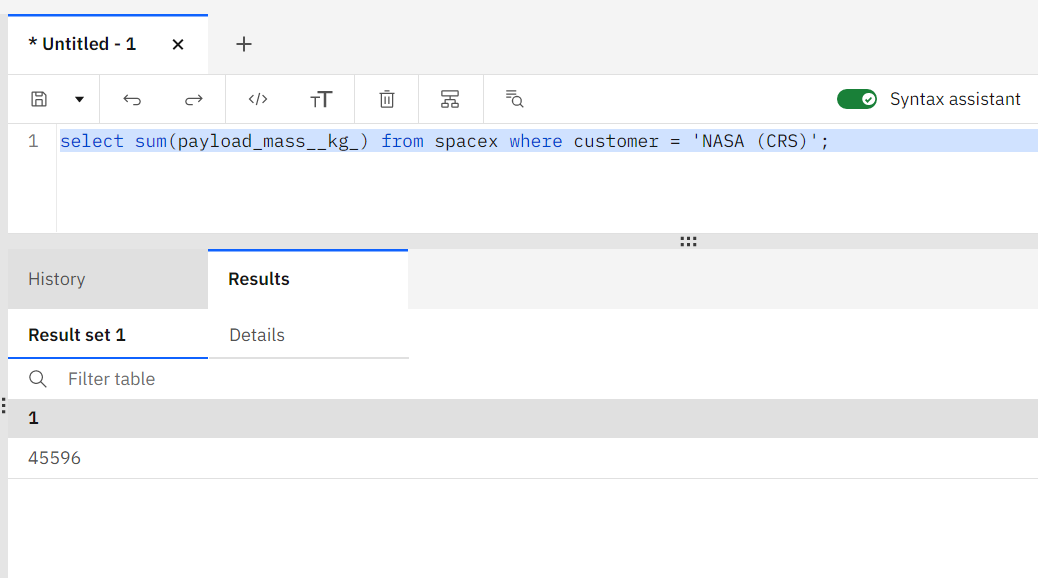 * Untitled - 1
Syntax assistant
1 select sum(payload_mass__kg_) from spacex where customer = 'NASA (CRS)';
History Results
Result set 1 Details
Filter table
1
45596